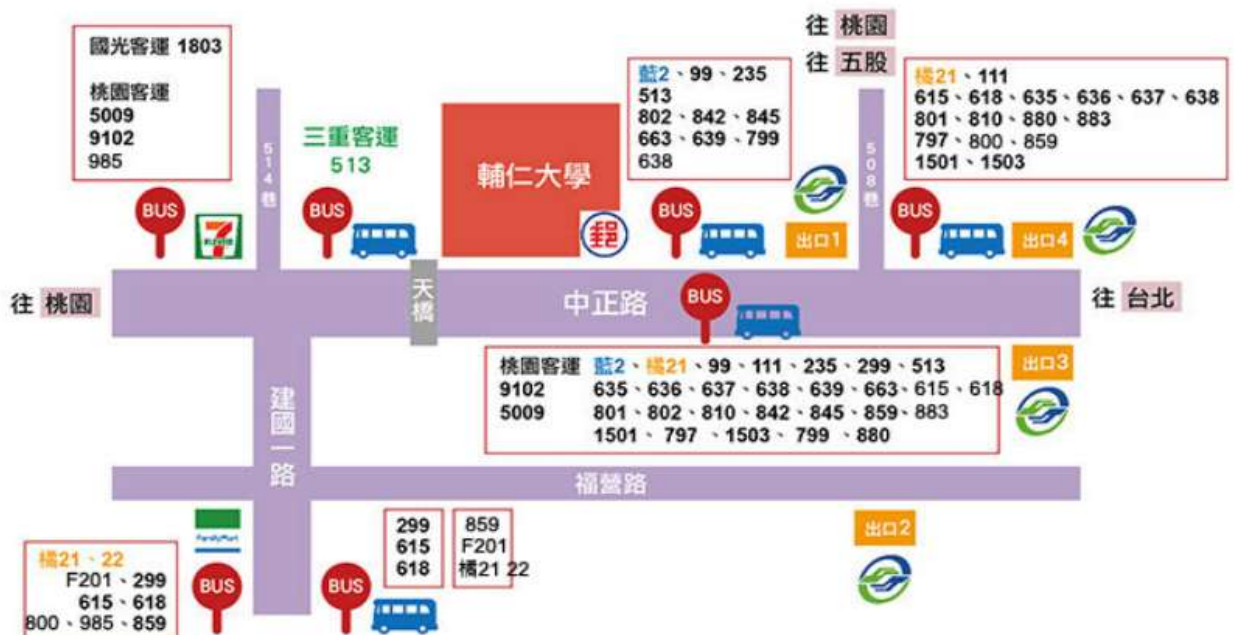 往 桃園
往 五股
國光客運 1803
桃園客運
5009
9102
985
514巷
三重客運
513
輔仁大學
郵
藍2、99、235
513
802、842、845
663、639、799
638
508巷
橘21、111
615、618、635、636、637、638
801、810、880、883
797、800、859
1501、1503
BUS
7
ELEVEN
BUS
BUS
出口1
BUS
出口4
往 桃園
天橋
中正路
BUS
往 台北
桃園客運
9102
5009
藍2、橘21、99、111、235、299、513
635、636、637、638、639、663、615、618
801、802、810、842、845、859、883
1501、797、1503、799、880
出口3
建國一路
福營路
FamilyMart
橘21、22
F201、299
615、618
800、985、859
BUS
BUS
299
615
618
859
F201
橘21 22
出口2